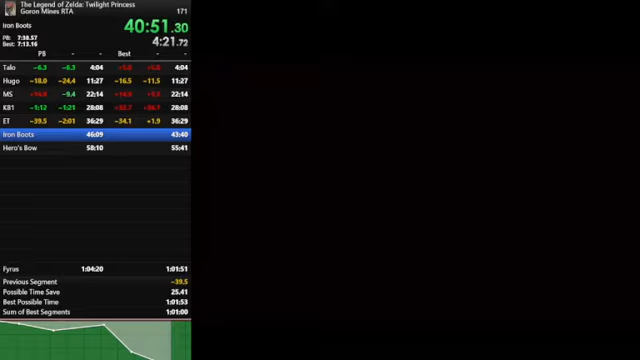 The Legend of Zelda: Twilight Princess
Goron Mines RTA 171
Iron Boots 40:51.30
PB: 7:38.57
Best: 7:13.16 4:21.72
PB - - Best - -
Talo −6.3 −6.3 4:04 4:04
Hugo −18.0 −24.4 11:27 −16.5 −11.5 11:27
MS −9.4 22:14 22:14
KB1 −1:12 −1:21 28:08 28:08
ET −39.5 −2:01 36:29 −34.1 +1.9 36:29
Iron Boots 46:09 43:40
Hero's Bow 58:10 55:41
Fyrus 1:04:20 1:01:51
Previous Segment −39.5
Possible Time Save 25.41
Best Possible Time 1:01:53
Sum of Best Segments 1:01:00